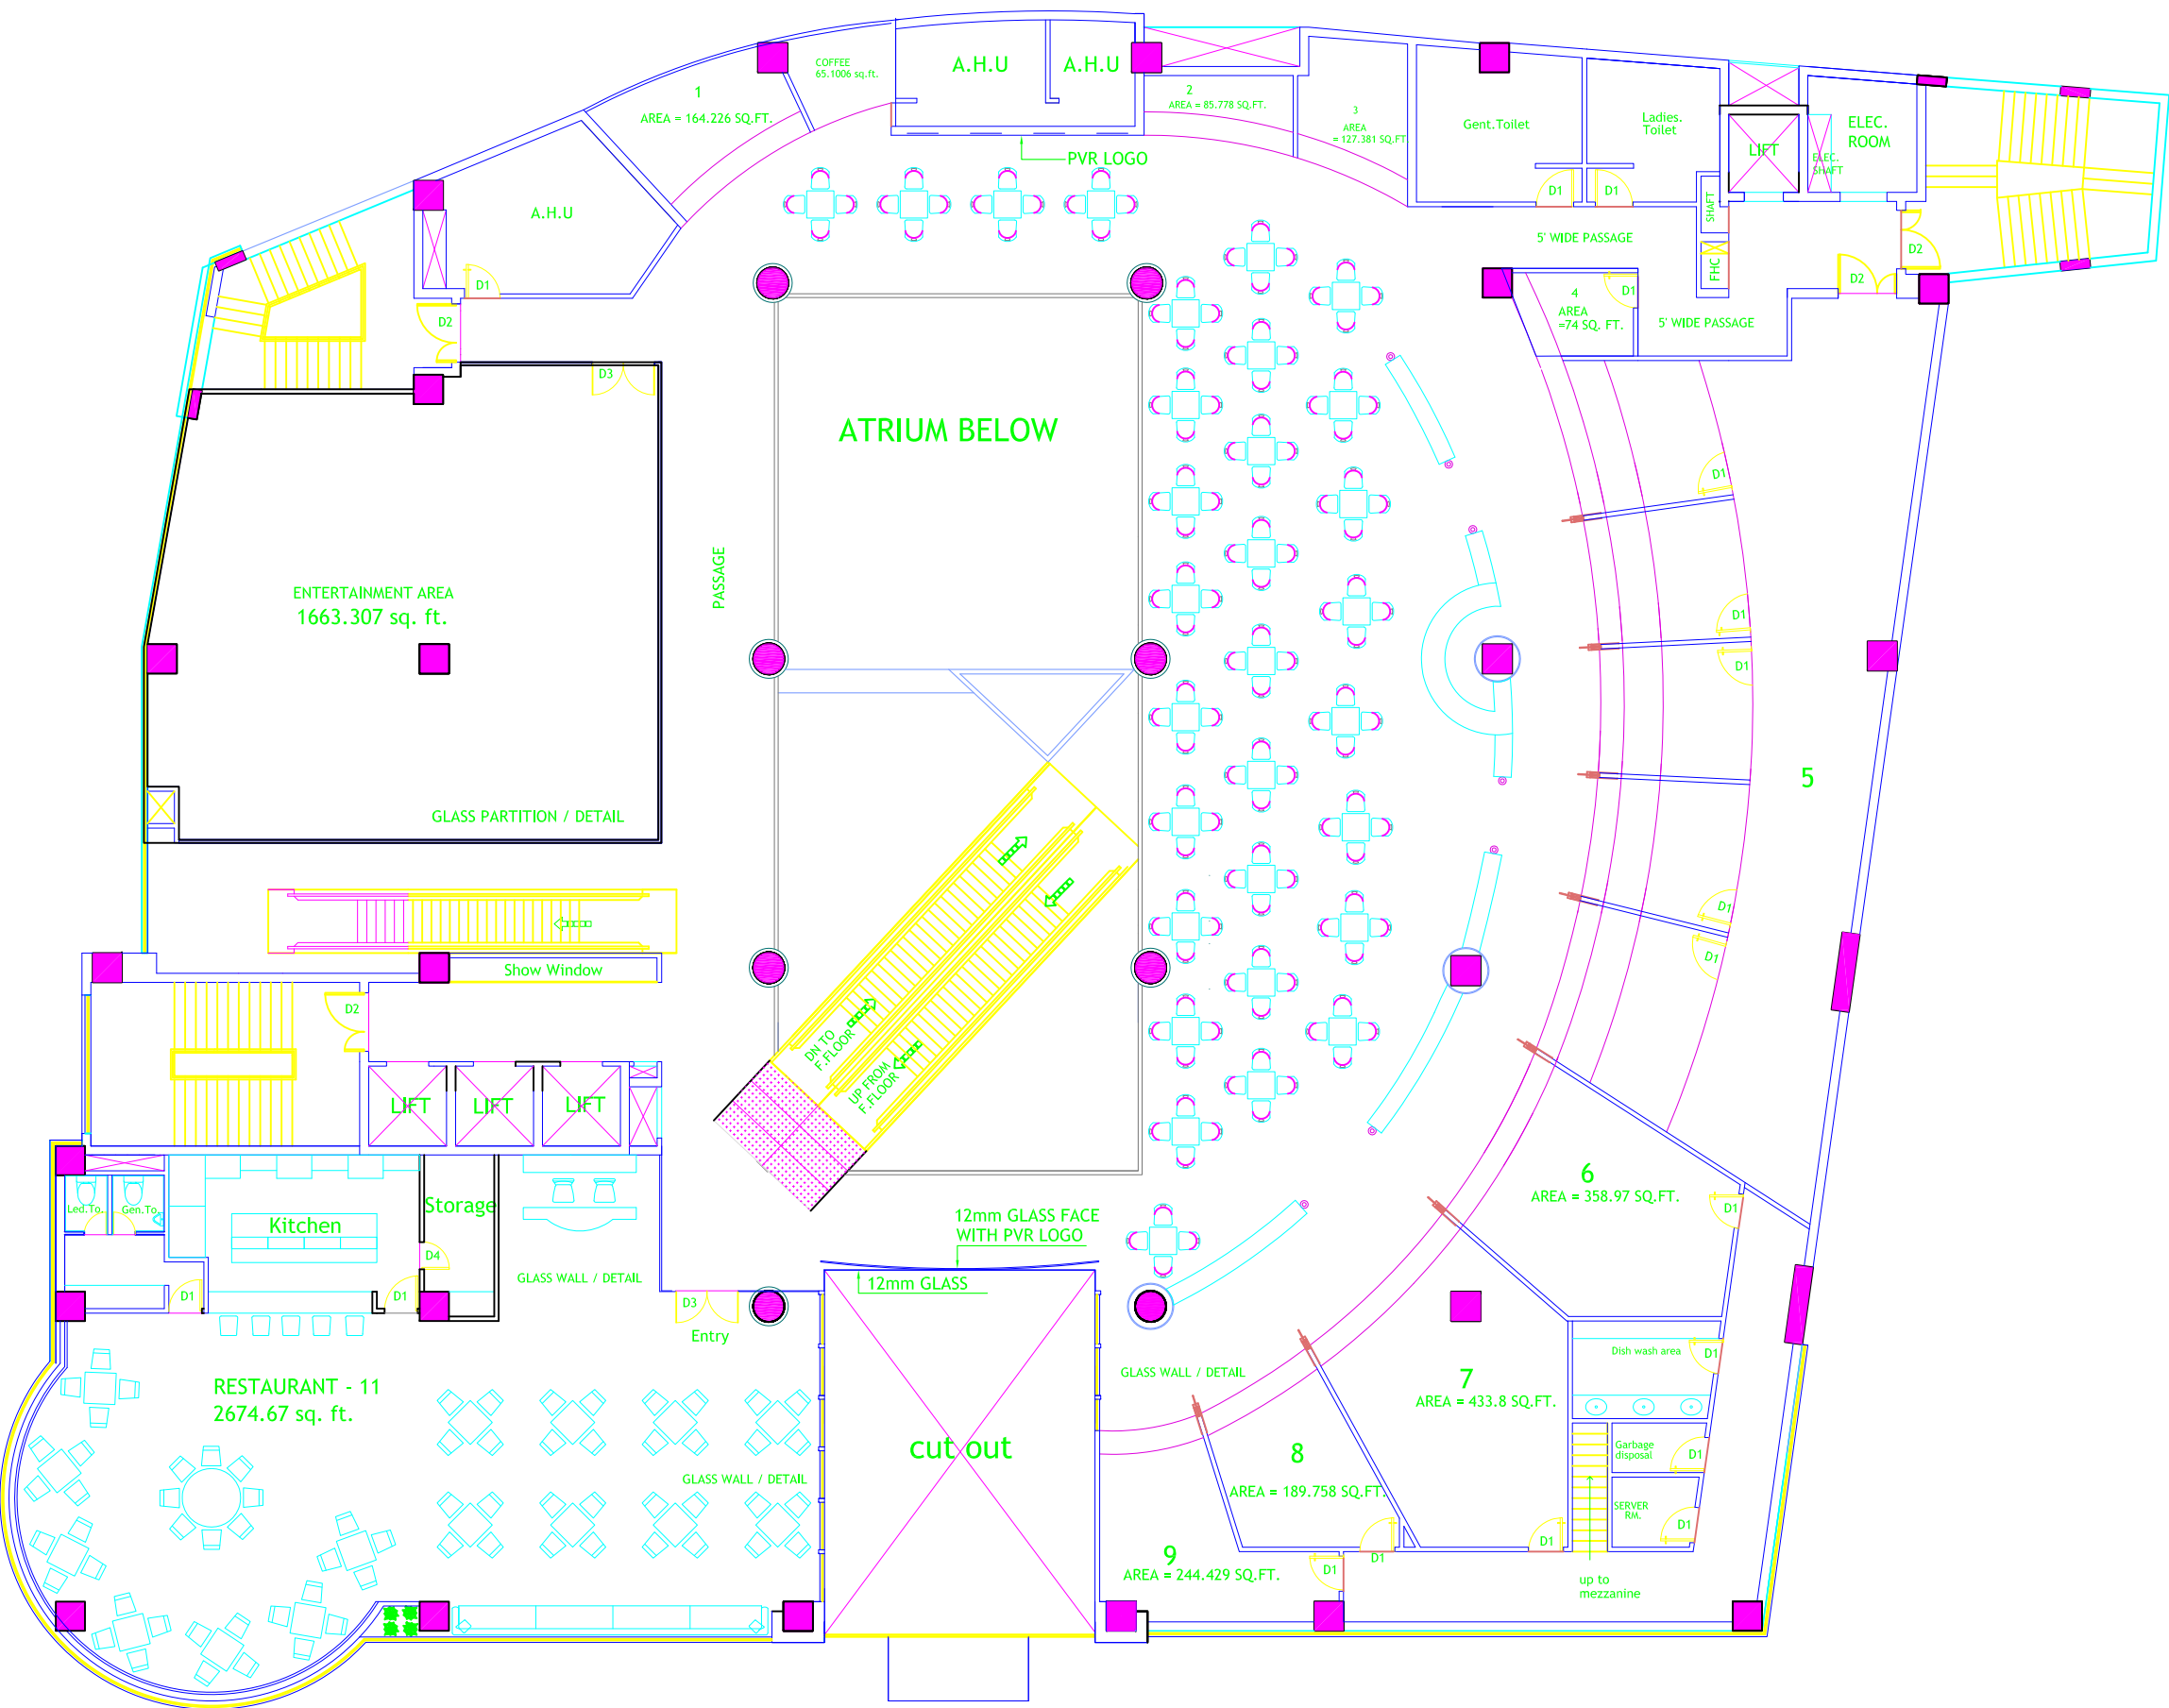 COFFEE
65.1006 sq.ft.
A.H.U
A.H.U
1
AREA = 164.226 SQ.FT.
2
AREA = 85.778 SQ.FT.
3
AREA
= 127.381 SQ.FT
Gent.Toilet
Ladies.
Toilet
LIFT
ELEC.
ROOM
ELEC.
SHAFT
PVR LOGO
D1
D1
SHAFT
A.H.U
5' WIDE PASSAGE
D2
FHC
D2
D1
D1
4
AREA
=74 SQ. FT.
5' WIDE PASSAGE
D2
D3
ATRIUM BELOW
D1
PASSAGE
ENTERTAINMENT AREA
1663.307 sq. ft.
D1
D1
5
GLASS PARTITION / DETAIL
D1
D1
Show Window
D2
DN TO
F.FLOOR
UP FROM
F.FLOOR
LIFT
LIFT
LIFT
6
AREA = 358.97 SQ.FT.
D1
Led.To.
Gen.To.
Kitchen
Storage
D4
12mm GLASS FACE
WITH PVR LOGO
GLASS WALL / DETAIL
12mm GLASS
D1
D1
D3
Entry
GLASS WALL / DETAIL
Dish wash area
D1
7
AREA = 433.8 SQ.FT.
RESTAURANT - 11
2674.67 sq. ft.
cut out
8
AREA = 189.758 SQ.FT.
Garbage
disposal
D1
GLASS WALL / DETAIL
SERVER
RM.
D1
D1
D1
9
AREA = 244.429 SQ.FT.
D1
up to
mezzanine